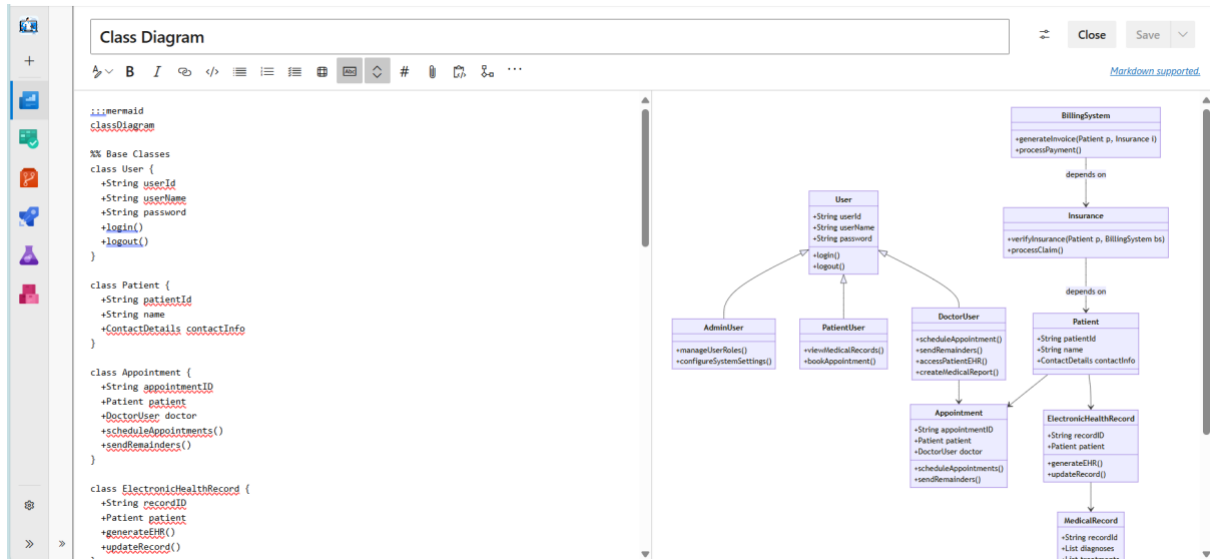 Class Diagram
Close
Save
B
I
</>
Abc
#
...
Markdown supported.
:::mermaid
classDiagram
%% Base Classes
class User {
+String userId
+String userName
+String password
+login()
+logout()
}
class Patient {
+String patientId
+String name
+ContactDetails contactInfo
}
class Appointment {
+String appointmentID
+Patient patient
+DoctorUser doctor
+scheduleAppointments()
+sendRemainders()
}
class ElectronicHealthRecord {
+String recordID
+Patient patient
+generateEHR()
+updateRecord()
BillingSystem
+generateInvoice(Patient p, Insurance i)
+processPayment()
depends on
Insurance
+verifyInsurance(Patient p, BillingSystem bs)
+processClaim()
depends on
User
+String userId
+String userName
+String password
+login()
+logout()
AdminUser
+manageUserRoles()
+configureSystemSettings()
PatientUser
+viewMedicalRecords()
+bookAppointment()
DoctorUser
+scheduleAppointment()
+sendRemainders()
+accessPatientEHR()
+createMedicalReport()
Patient
+String patientId
+String name
+ContactDetails contactInfo
Appointment
+String appointmentID
+Patient patient
+DoctorUser doctor
+scheduleAppointments()
+sendRemainders()
ElectronicHealthRecord
+String recordID
+Patient patient
+generateEHR()
+updateRecord()
MedicalRecord
+String recordId
+List diagnoses